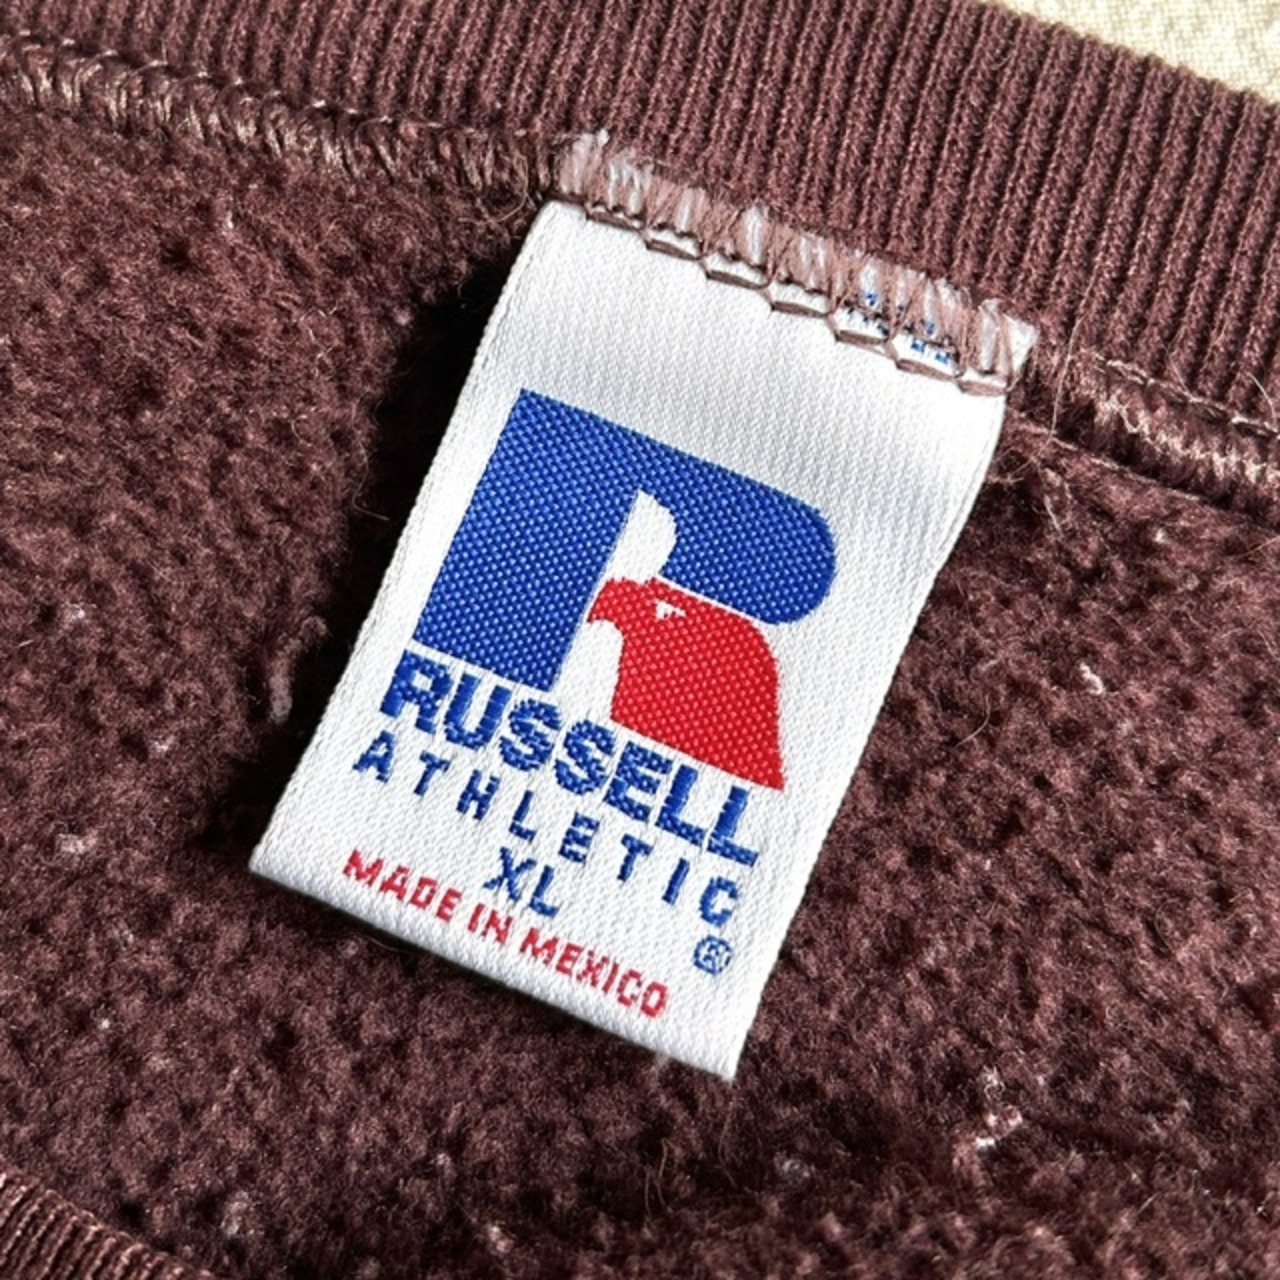 R
RUSSELL
ATHLETIC
XL
®
MADE IN MEXICO